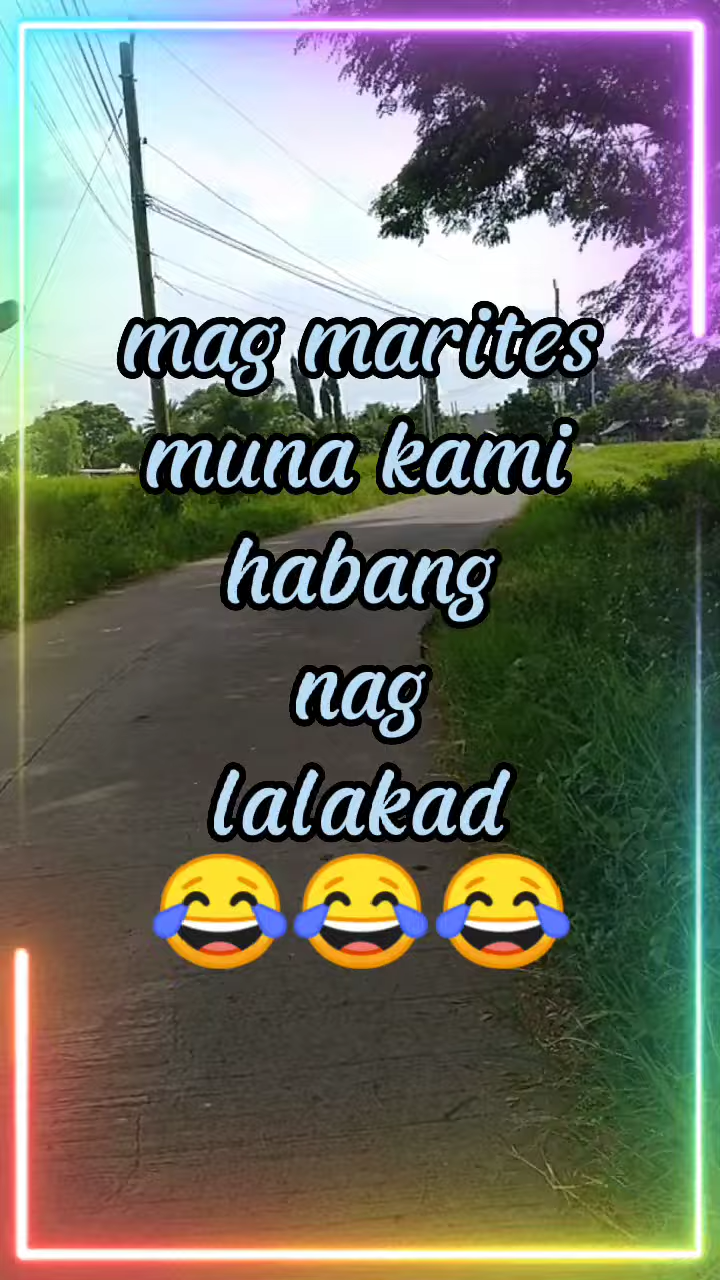 mag marites
muna kami
habang
nag
lalakad
😂😂😂